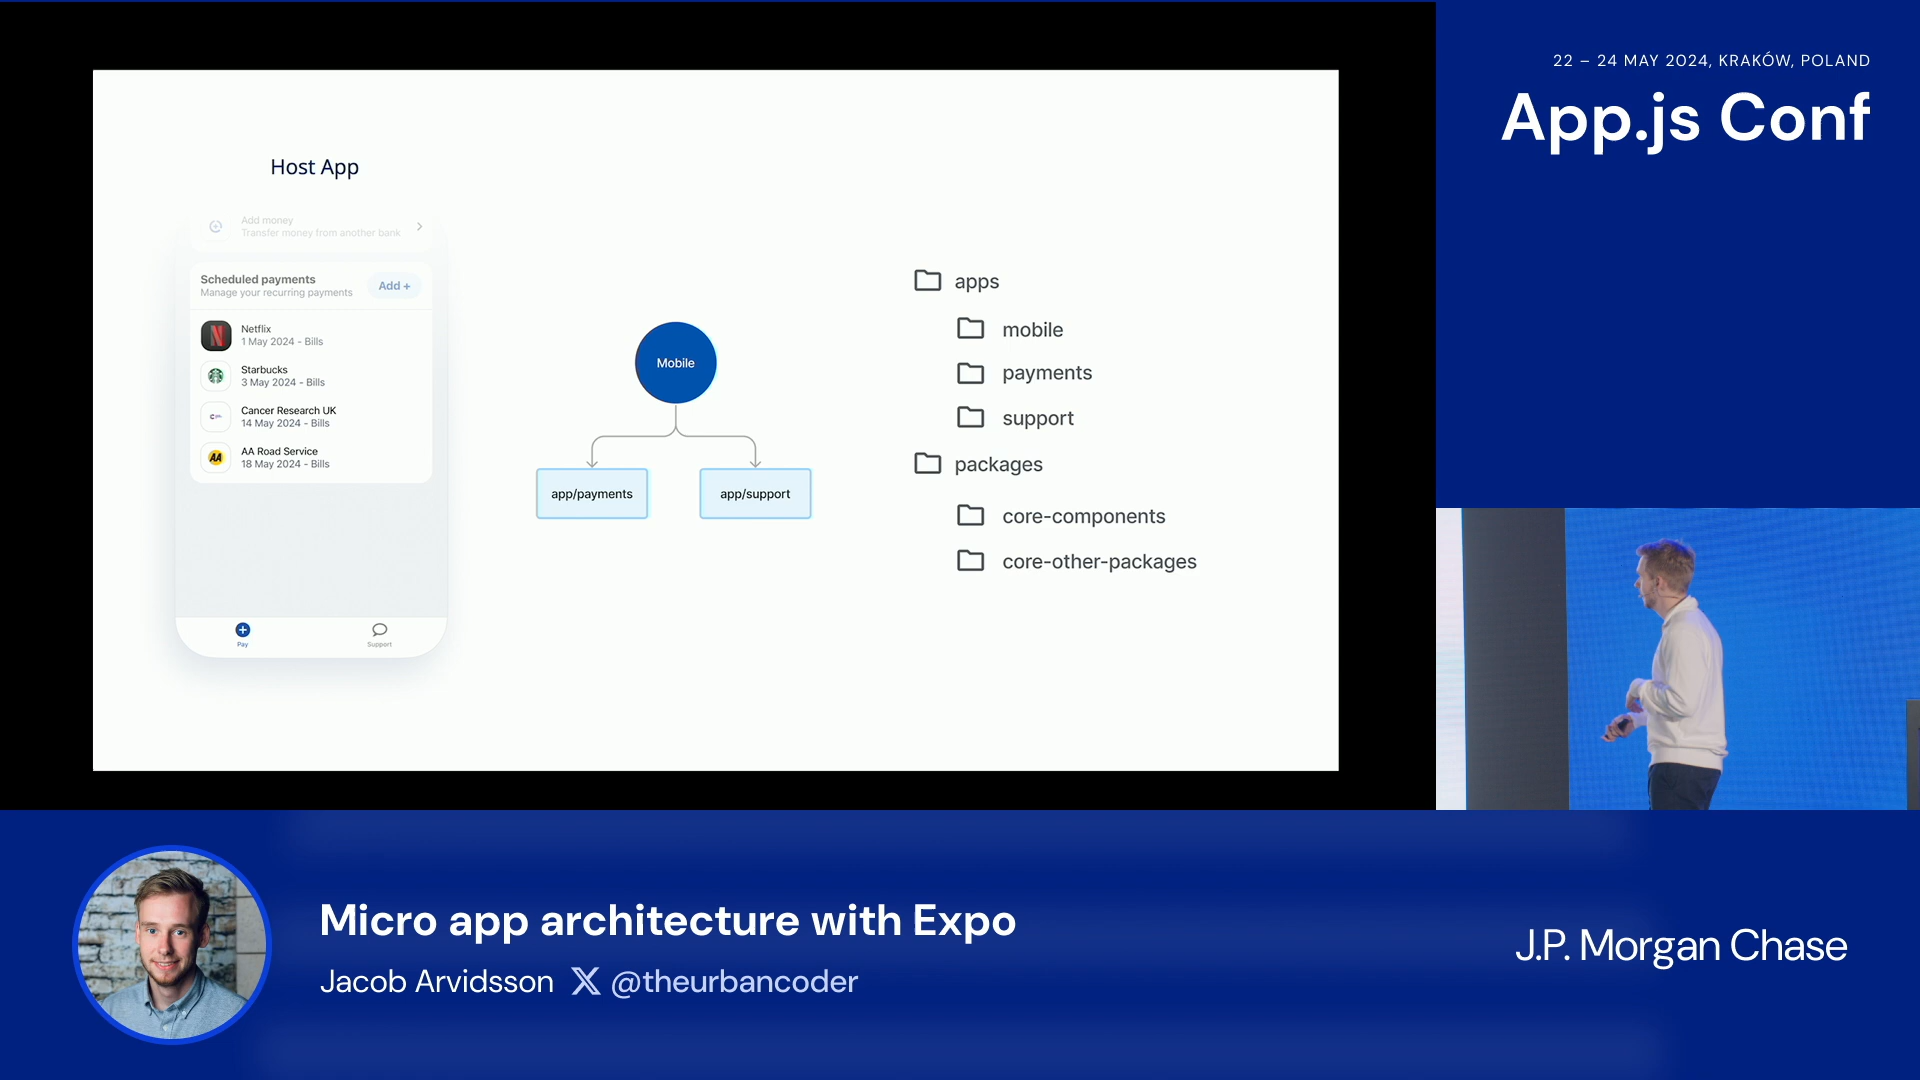 22 – 24 MAY 2024, KRAKÓW, POLAND
App.js Conf
Host App
Add money
Transfer money from another bank
Scheduled payments
Manage your recurring payments
Add +
Netflix
1 May 2024 - Bills
Starbucks
3 May 2024 - Bills
Cancer Research UK
14 May 2024 - Bills
AA
AA Road Service
18 May 2024 - Bills
Pay
Support
Mobile
app/payments
app/support
apps
mobile
payments
support
packages
core-components
core-other-packages
Micro app architecture with Expo
Jacob Arvidsson X @theurbancoder
J.P. Morgan Chase